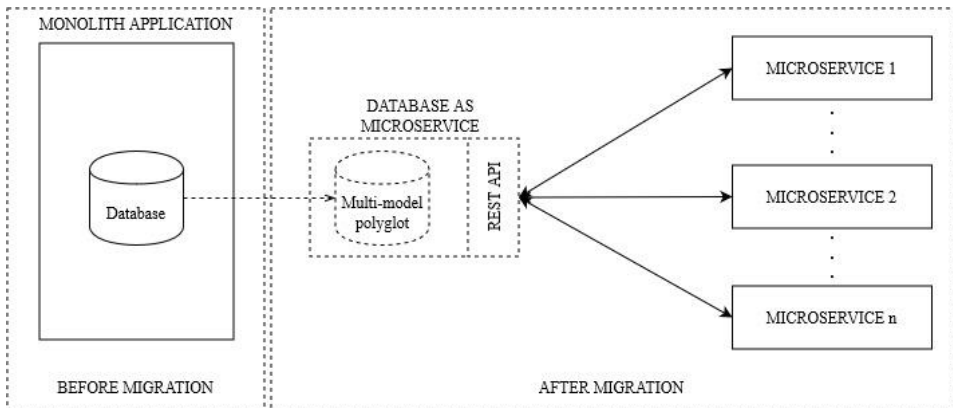 MONOLITH APPLICATION
Database
BEFORE MIGRATION
DATABASE AS
MICROSERVICE
Multi-model
polyglot
REST API
MICROSERVICE 1
MICROSERVICE 2
MICROSERVICE n
AFTER MIGRATION